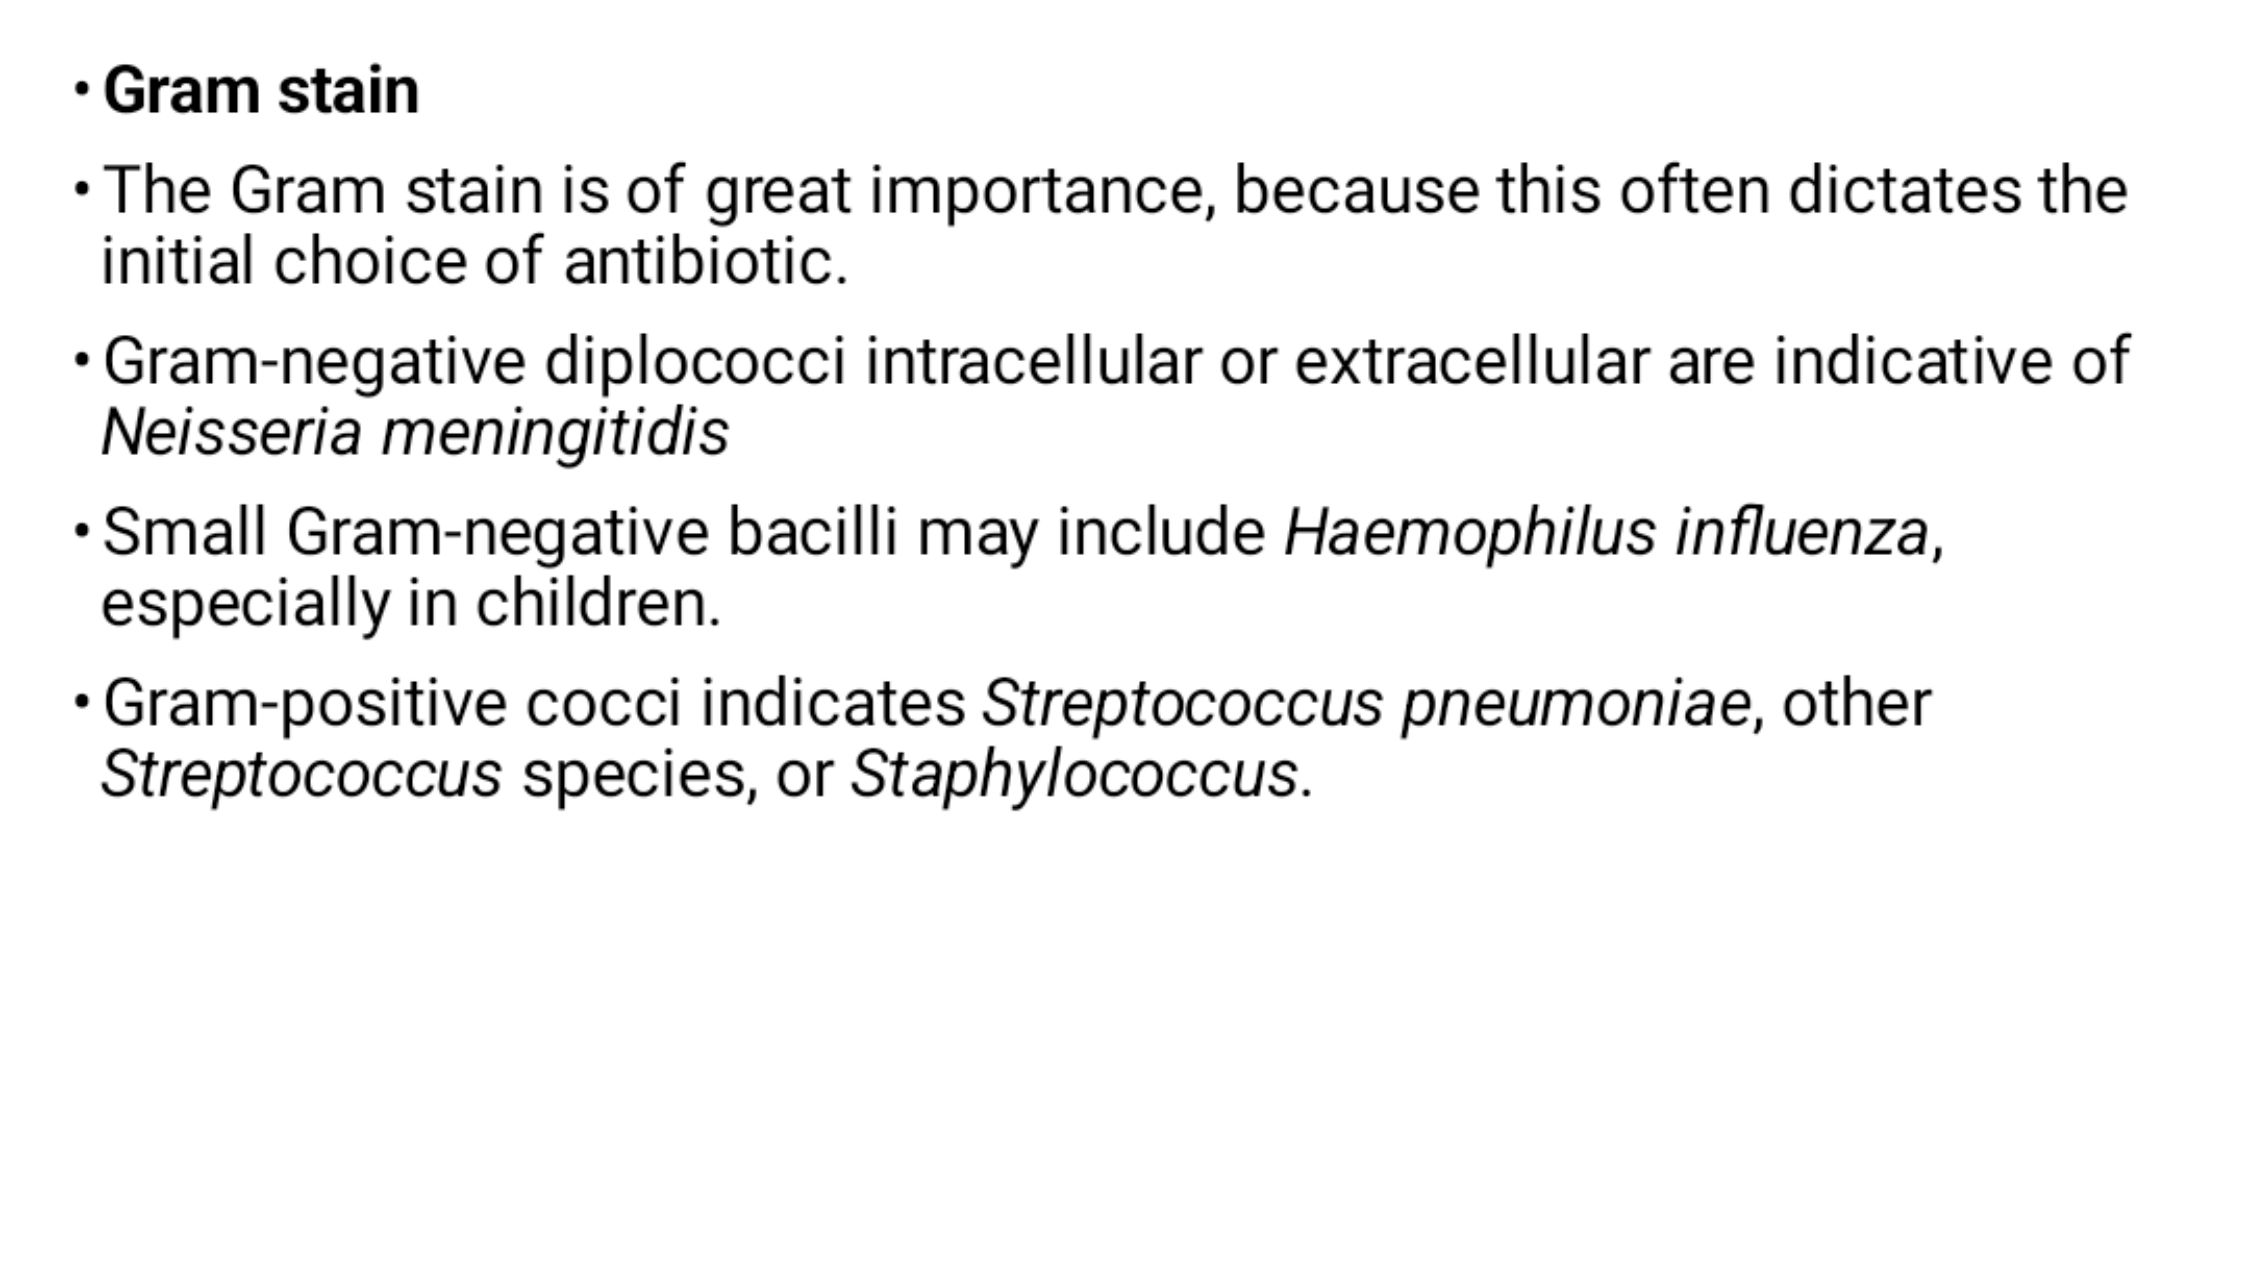 • Gram stain
• The Gram stain is of great importance, because this often dictates the
initial choice of antibiotic.
• Gram-negative diplococci intracellular or extracellular are indicative of
Neisseria meningitidis
• Small Gram-negative bacilli may include Haemophilus influenza,
especially in children.
• Gram-positive cocci indicates Streptococcus pneumoniae, other
Streptococcus species, or Staphylococcus.